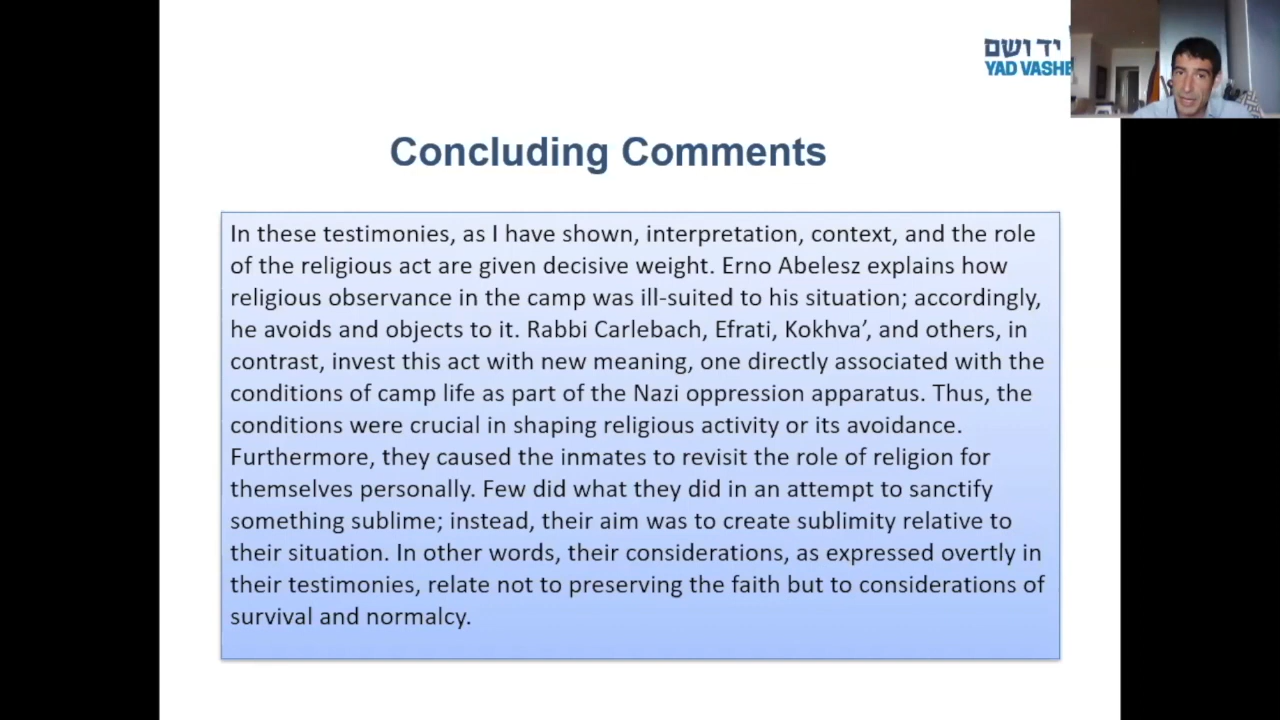 יד ושם
YAD VASHE
Concluding Comments
In these testimonies, as I have shown, interpretation, context, and the role
of the religious act are given decisive weight. Erno Abelesz explains how
religious observance in the camp was ill-suited to his situation; accordingly,
he avoids and objects to it. Rabbi Carlebach, Efrati, Kokhva’, and others, in
contrast, invest this act with new meaning, one directly associated with the
conditions of camp life as part of the Nazi oppression apparatus. Thus, the
conditions were crucial in shaping religious activity or its avoidance.
Furthermore, they caused the inmates to revisit the role of religion for
themselves personally. Few did what they did in an attempt to sanctify
something sublime; instead, their aim was to create sublimity relative to
their situation. In other words, their considerations, as expressed overtly in
their testimonies, relate not to preserving the faith but to considerations of
survival and normalcy.